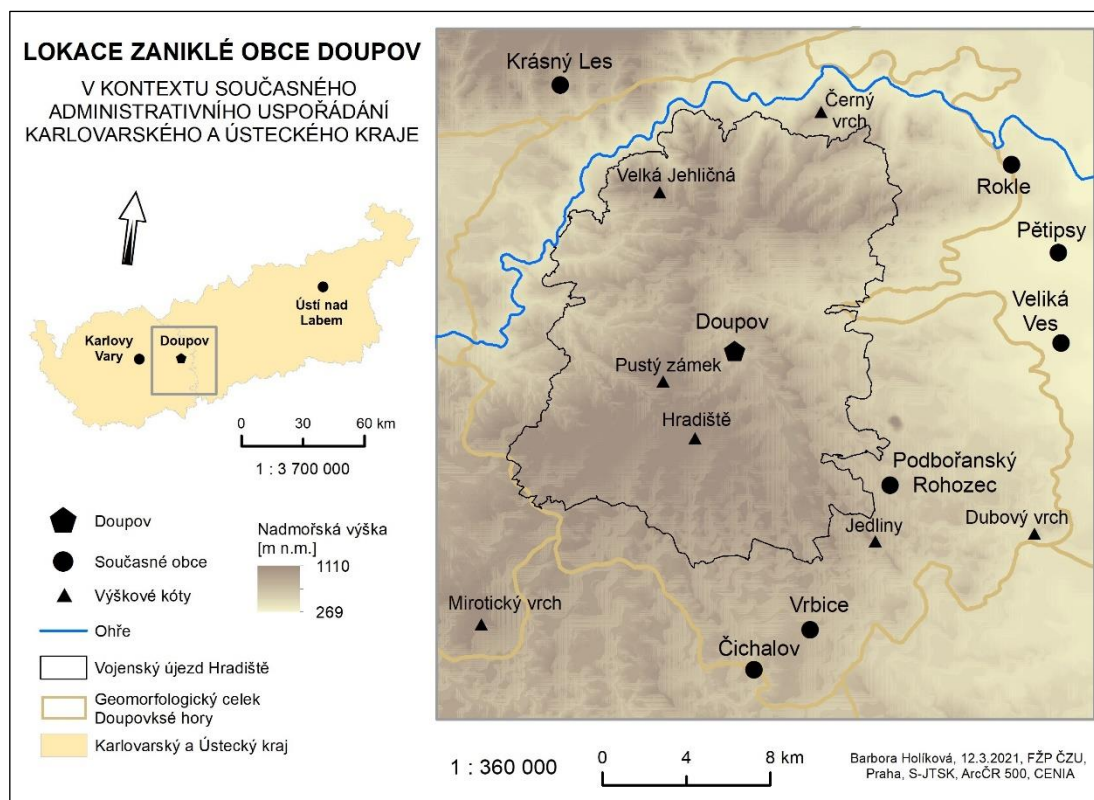 LOKACE ZANIKLÉ OBCE DOUPOV
V KONTEXTU SOUČASNÉHO
ADMINISTRATIVNÍHO USPOŘÁDÁNÍ
KARLOVARSKÉHO A ÚSTECKÉHO KRAJE
Ústí nad
Labem
Karlovy
Vary
Doupov
0 30 60 km
1 : 3 700 000
Doupov
Současné obce
Výškové kóty
Ohře
Vojenský újezd Hradiště
Geomorfologický celek
Doupovksé hory
Karlovarský a Ústecký kraj
Nadmořská výška
[m n.m.]
1110
269
Krásný Les
Černý
vrch
Velká Jehličná
Rokle
Pětipsy
Veliká
Ves
Doupov
Pustý zámek
Hradiště
Podbořanský
Rohozec
Jedliny
Dubový vrch
Mirotický vrch
Vrbice
Čichalov
1 : 360 000
0 4 8 km
Barbora Holíková, 12.3.2021, FŽP ČZU,
Praha, S-JTSK, ArcČR 500, CENIA